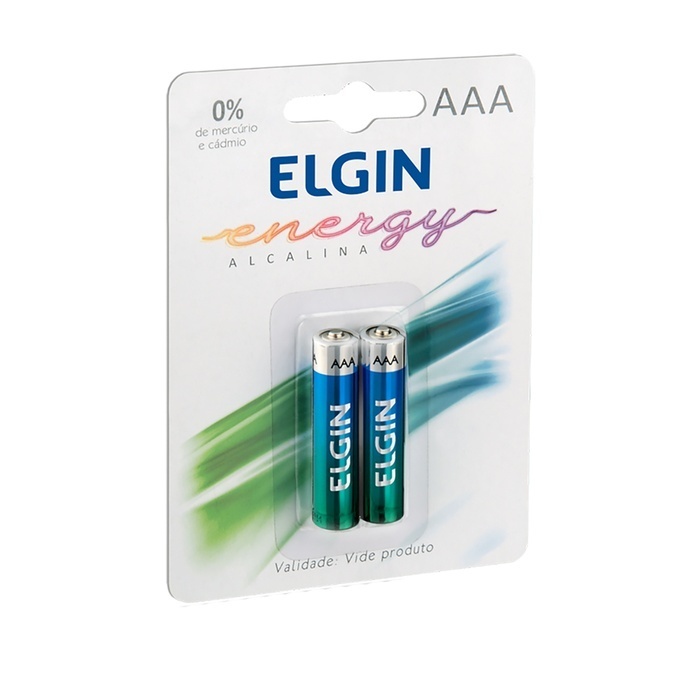 0%
de mercúrio
e cádmio
AAA
ELGIN
energy
ALCALINA
AAA
ELGIN
AAA
ELGIN
Validade: Vide produto